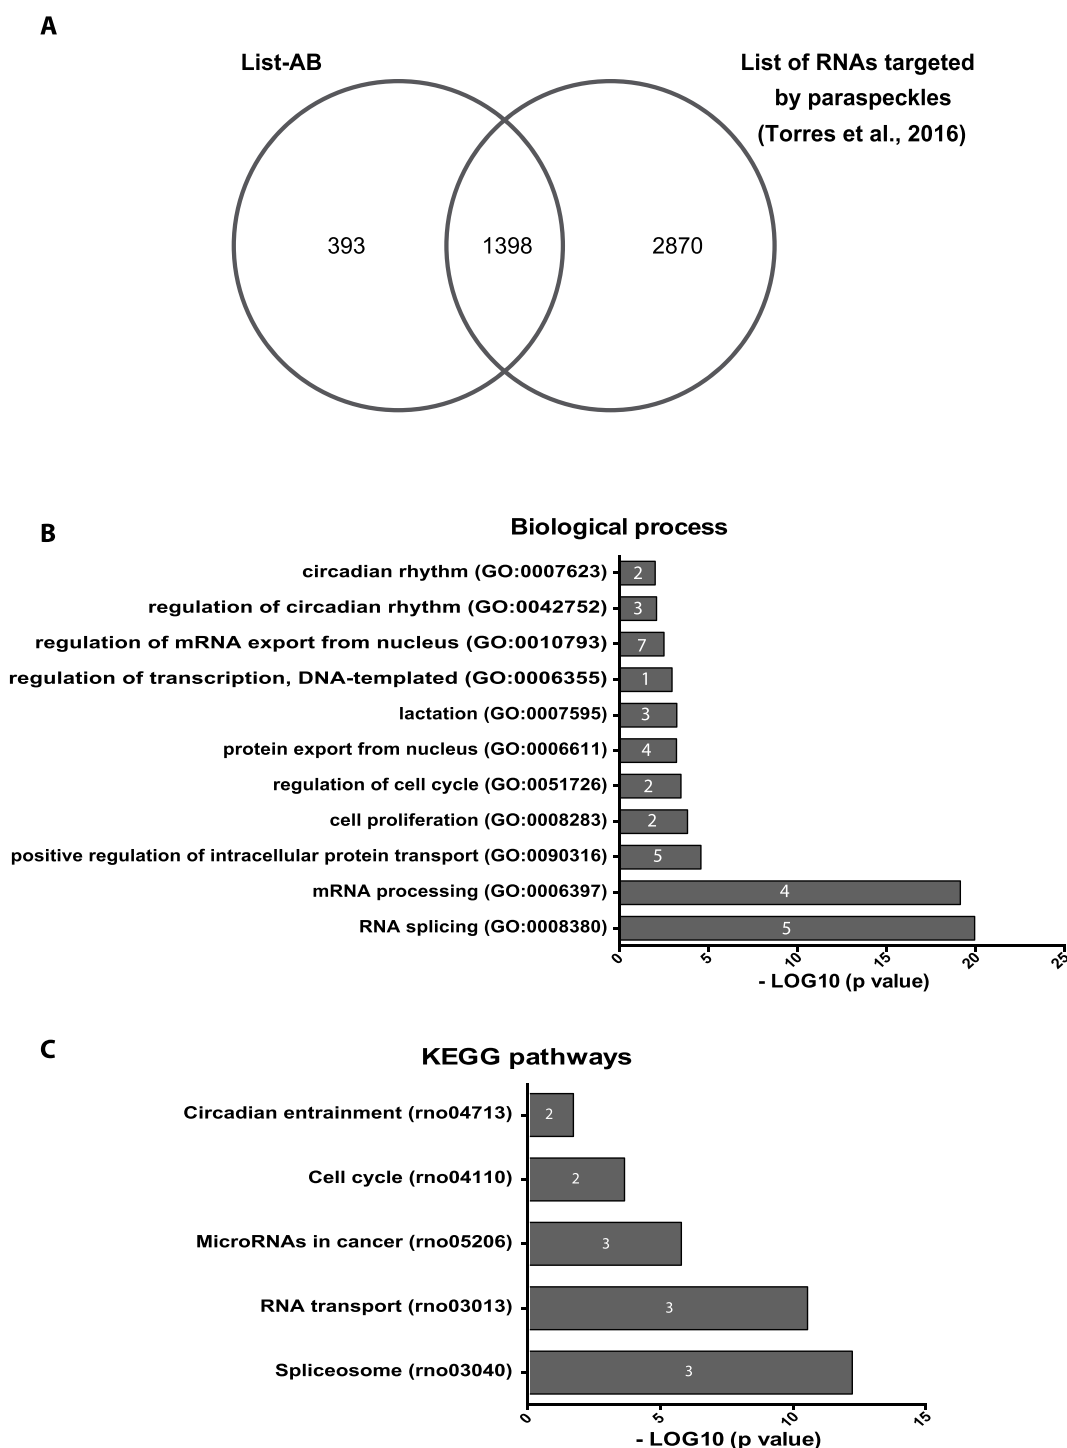 A
List-AB
List of RNAs targeted
by paraspeckles
(Torres et al., 2016)
393
1398
2870
B
Biological process
circadian rhythm (GO:0007623)
2
regulation of circadian rhythm (GO:0042752)
3
regulation of mRNA export from nucleus (GO:0010793)
7
regulation of transcription, DNA-templated (GO:0006355)
1
lactation (GO:0007595)
3
protein export from nucleus (GO:0006611)
4
regulation of cell cycle (GO:0051726)
2
cell proliferation (GO:0008283)
2
positive regulation of intracellular protein transport (GO:0090316)
5
mRNA processing (GO:0006397)
4
RNA splicing (GO:0008380)
5
0
5
10
15
20
25
- LOG10 (p value)
C
KEGG pathways
Circadian entrainment (rno04713)
2
Cell cycle (rno04110)
2
MicroRNAs in cancer (rno05206)
3
RNA transport (rno03013)
3
Spliceosome (rno03040)
3
0
5
10
15
- LOG10 (p value)